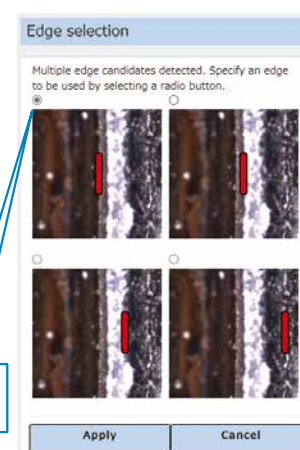 Edge selection
Multiple edge candidates detected. Specify an edge
to be used by selecting a radio button.
Apply
Cancel